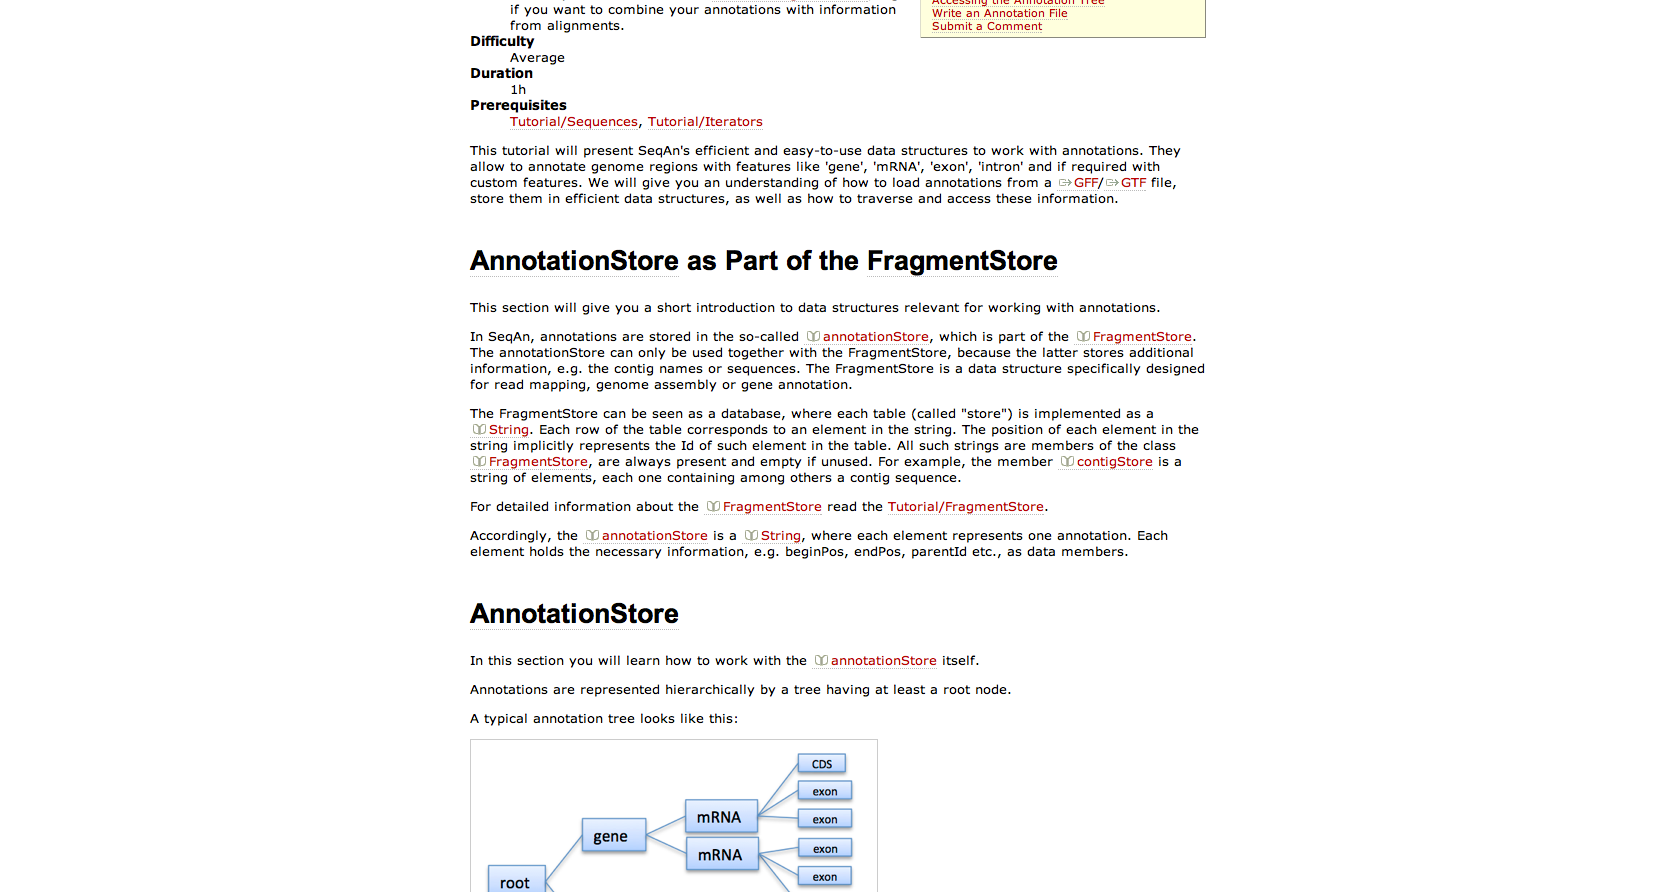 if you want to combine your annotations with information
from alignments.
Accessing the Annotation Tree
Write an Annotation File
Submit a Comment
Difficulty
Average
Duration
1h
Prerequisites
Tutorial/Sequences, Tutorial/Iterators
This tutorial will present SeqAn's efficient and easy-to-use data structures to work with annotations. They
allow to annotate genome regions with features like 'gene', 'mRNA', 'exon', 'intron' and if required with
custom features. We will give you an understanding of how to load annotations from a GFF/GTF file,
store them in efficient data structures, as well as how to traverse and access these information.
AnnotationStore as Part of the FragmentStore
This section will give you a short introduction to data structures relevant for working with annotations.
In SeqAn, annotations are stored in the so-called annotationStore, which is part of the FragmentStore.
The annotationStore can only be used together with the FragmentStore, because the latter stores additional
information, e.g. the contig names or sequences. The FragmentStore is a data structure specifically designed
for read mapping, genome assembly or gene annotation.
The FragmentStore can be seen as a database, where each table (called "store") is implemented as a
String. Each row of the table corresponds to an element in the string. The position of each element in the
string implicitly represents the Id of such element in the table. All such strings are members of the class
FragmentStore, are always present and empty if unused. For example, the member contigStore is a
string of elements, each one containing among others a contig sequence.
For detailed information about the FragmentStore read the Tutorial/FragmentStore.
Accordingly, the annotationStore is a String, where each element represents one annotation. Each
element holds the necessary information, e.g. beginPos, endPos, parentId etc., as data members.
AnnotationStore
In this section you will learn how to work with the annotationStore itself.
Annotations are represented hierarchically by a tree having at least a root node.
A typical annotation tree looks like this:
CDS
exon
mRNA
exon
gene
exon
mRNA
exon
root